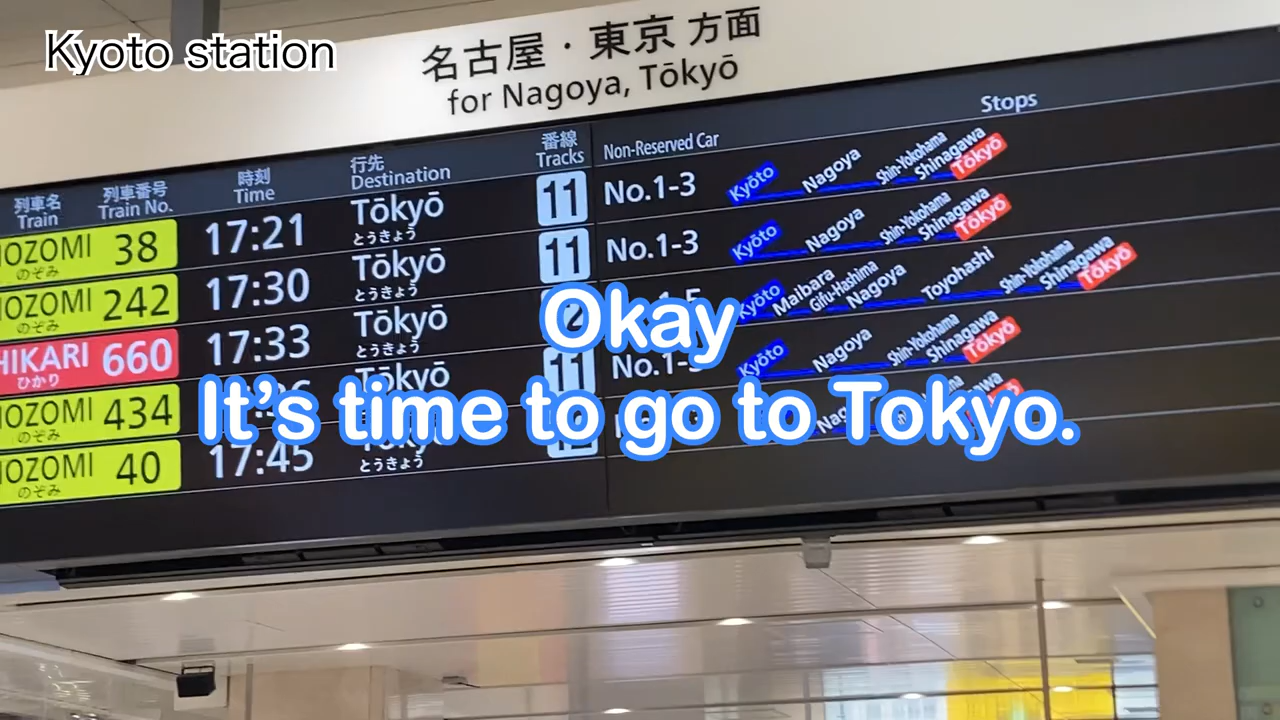 Kyoto station
名古屋・東京 方面
for Nagoya, Tōkyō
Stops
列車名 列車番号 時刻 行先 番線
Train Train No. Time Destination Tracks Non-Reserved Car
NOZOMI 38 17:21 Tōkyō 11 No.1-3 Kyōto Nagoya Shin-Yokohama Shinagawa Tōkyō
のぞみ とうきょう
NOZOMI 242 17:30 Tōkyō 11 No.1-3 Kyōto Nagoya Shin-Yokohama Shinagawa Tōkyō
のぞみ とうきょう
HIKARI 660 17:33 Tōkyō Kyōto Maibara Gifu-Hashima Nagoya Toyohashi Shin-Yokohama Shinagawa Tōkyō
ひかり とうきょう
NOZOMI 434 Tōkyō 11 No.1-3 Kyōto Nagoya Shin-Yokohama Shinagawa Tōkyō
のぞみ
NOZOMI 40 17:45 Tōkyō
のぞみ とうきょう
Okay
It's time to go to Tokyo.